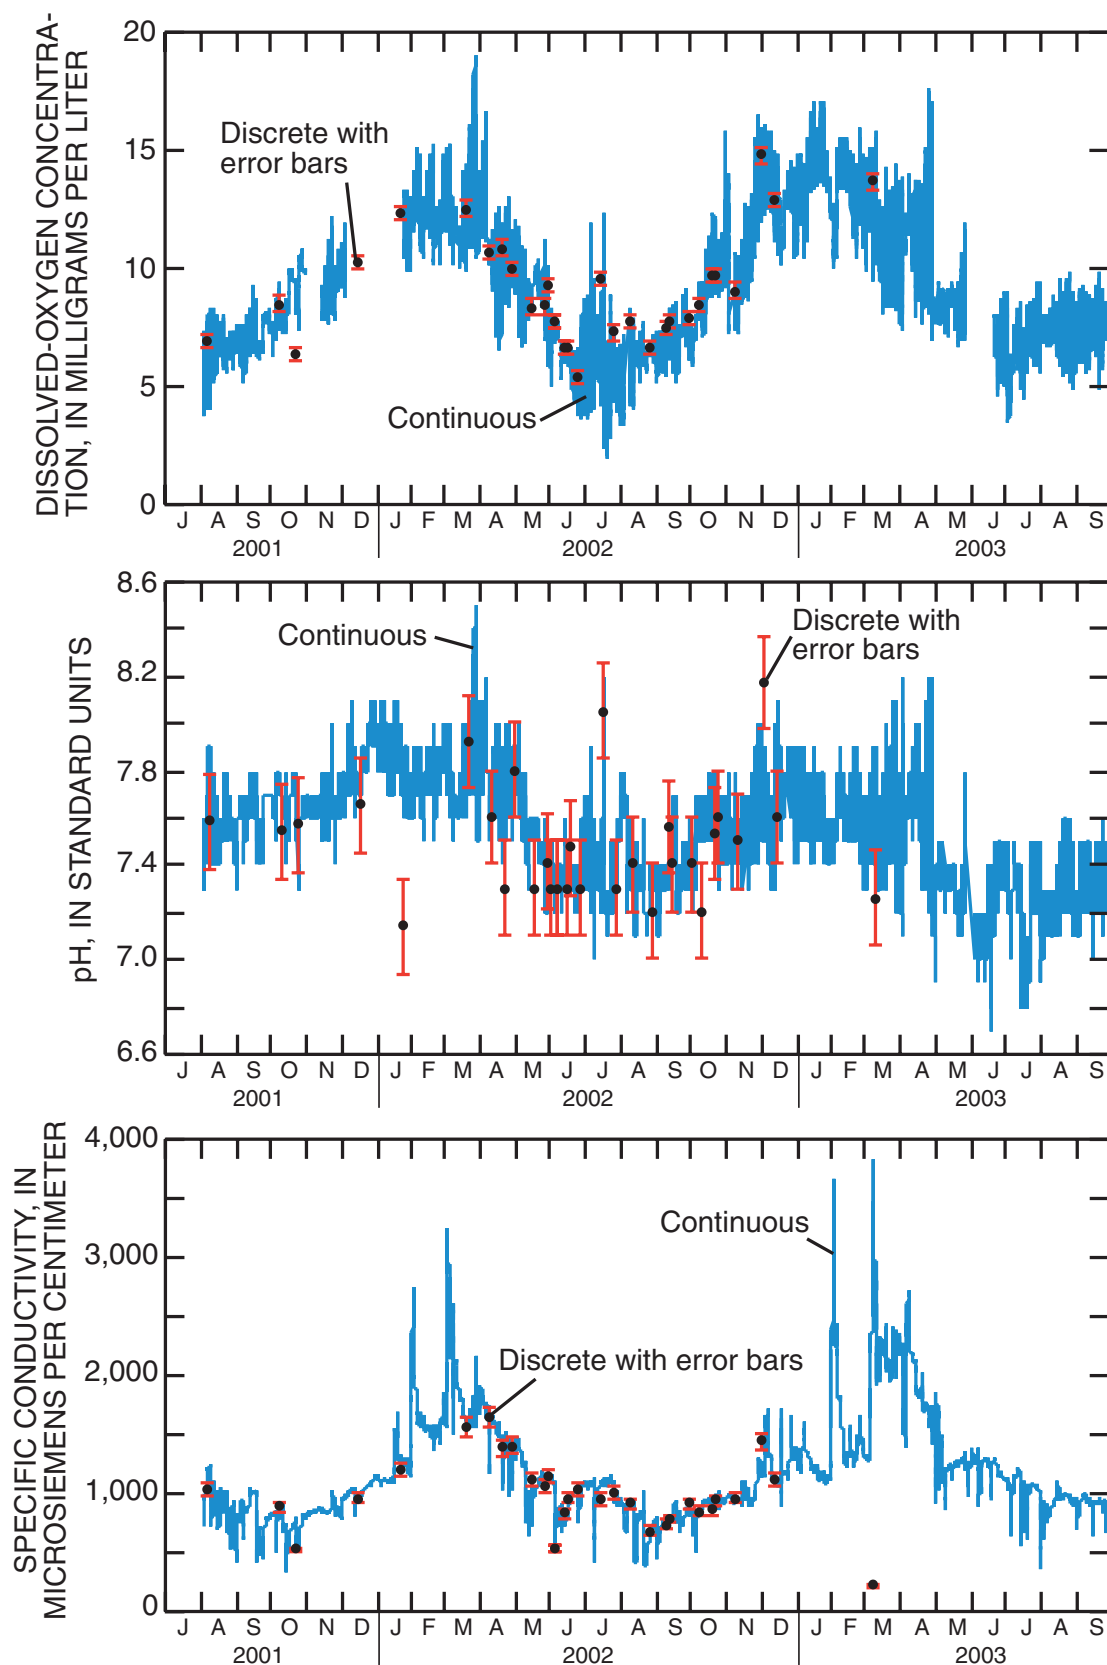 DISSOLVED-OXYGEN CONCENTRA-
TION, IN MILLIGRAMS PER LITER
20
15
10
5
0
Discrete with
error bars
Continuous
J A S O N D J F M A M J J A S O N D J F M A M J J A S
2001 2002 2003
pH, IN STANDARD UNITS
8.6
8.2
7.8
7.4
7.0
6.6
Continuous
Discrete with
error bars
J A S O N D J F M A M J J A S O N D J F M A M J J A S
2001 2002 2003
SPECIFIC CONDUCTIVITY, IN
MICROSIEMENS PER CENTIMETER
4,000
3,000
2,000
1,000
0
Continuous
Discrete with error bars
J A S O N D J F M A M J J A S O N D J F M A M J J A S
2001 2002 2003